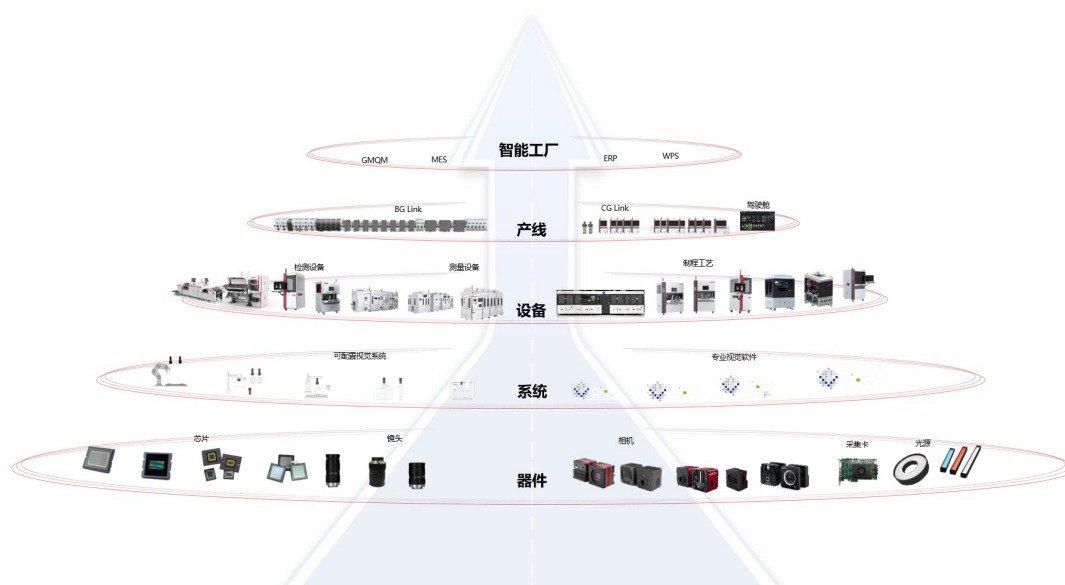 智能工厂
GMQM
MES
ERP
WPS
BG Link
CG Link
驾驶舱
产线
检测设备
测量设备
制程工艺
设备
可配置视觉系统
专业视觉软件
系统
芯片
镜头
相机
采集卡
光源
器件